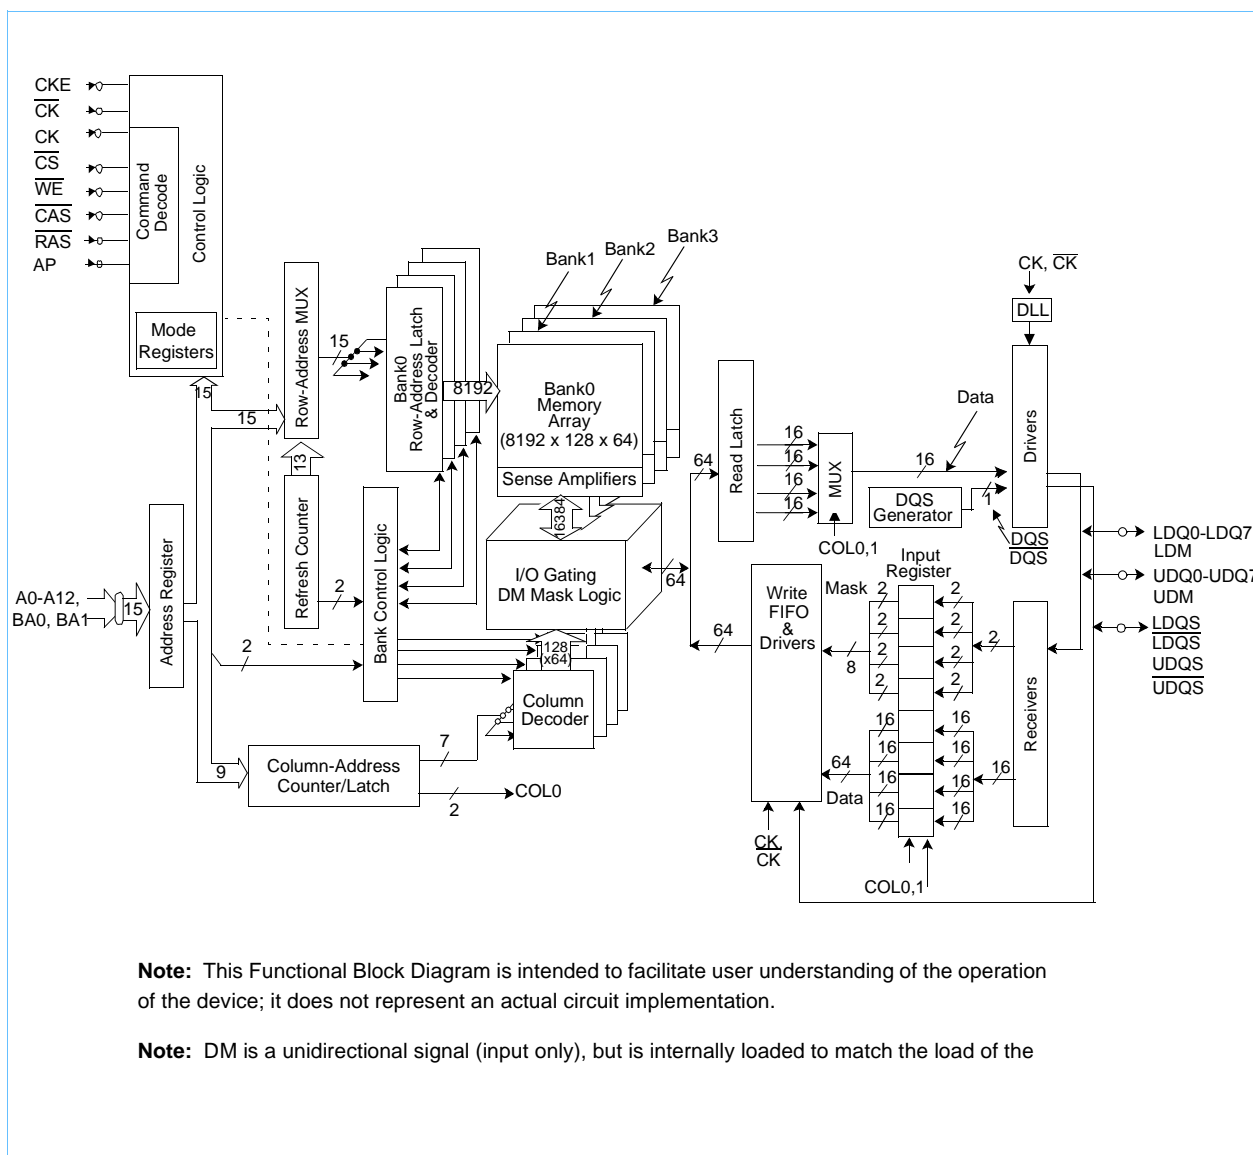 CKE
CK
CK
CS
WE
CAS
RAS
AP
Command Decode
Control Logic
Mode
Registers
15
15
Row-Address MUX
13
Refresh Counter
15
Bank0
Row-Address Latch
& Decoder
8192
Bank1
Bank2
Bank3
Bank0
Memory
Array
(8192 x 128 x 64)
Sense Amplifiers
16384
I/O Gating
DM Mask Logic
64
2
2
Bank Control Logic
128
(x64)
Column
Decoder
A0-A12,
BA0, BA1
15
Address Register
9
Column-Address
Counter/Latch
7
2
COL0
64
Read Latch
16
16
16
16
MUX
COL0,1
16
Data
DQS
Generator
1
DQS
DQS
CK, CK
DLL
Drivers
LDQ0-LDQ7
LDM
UDQ0-UDQ7
UDM
LDQS
LDQS
UDQS
UDQS
64
Write
FIFO
&
Drivers
CK,
CK
Input
Register
Mask
2
2
2
2
8
2
2
2
2
2
64
Data
16
16
16
16
16
16
16
16
16
COL0,1
Receivers
Note: This Functional Block Diagram is intended to facilitate user understanding of the operation
of the device; it does not represent an actual circuit implementation.
Note: DM is a unidirectional signal (input only), but is internally loaded to match the load of the